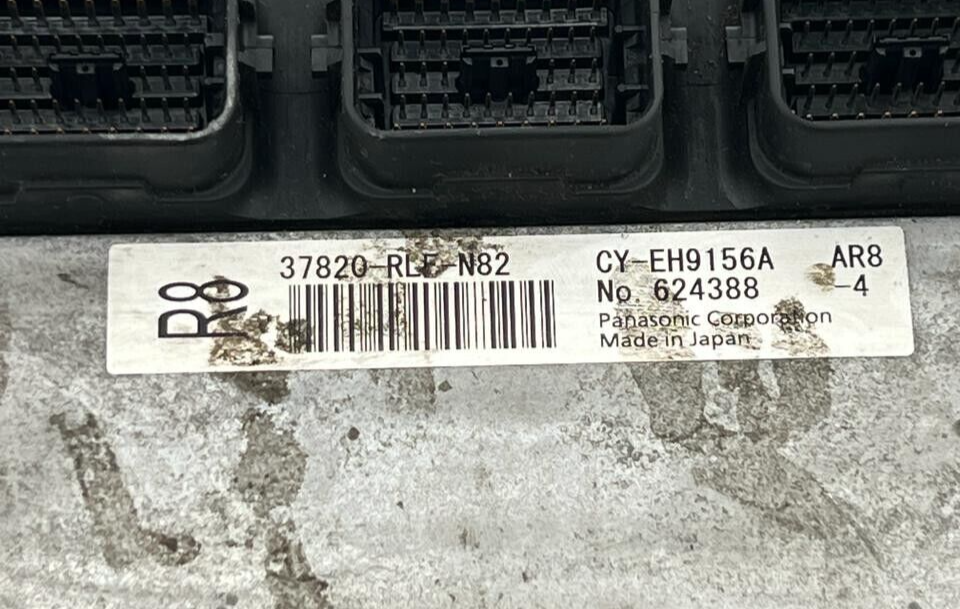 R8
37820-RLF-N82
CY-EH9156A AR8
No. 624388 -4
Panasonic Corporation
Made in Japan